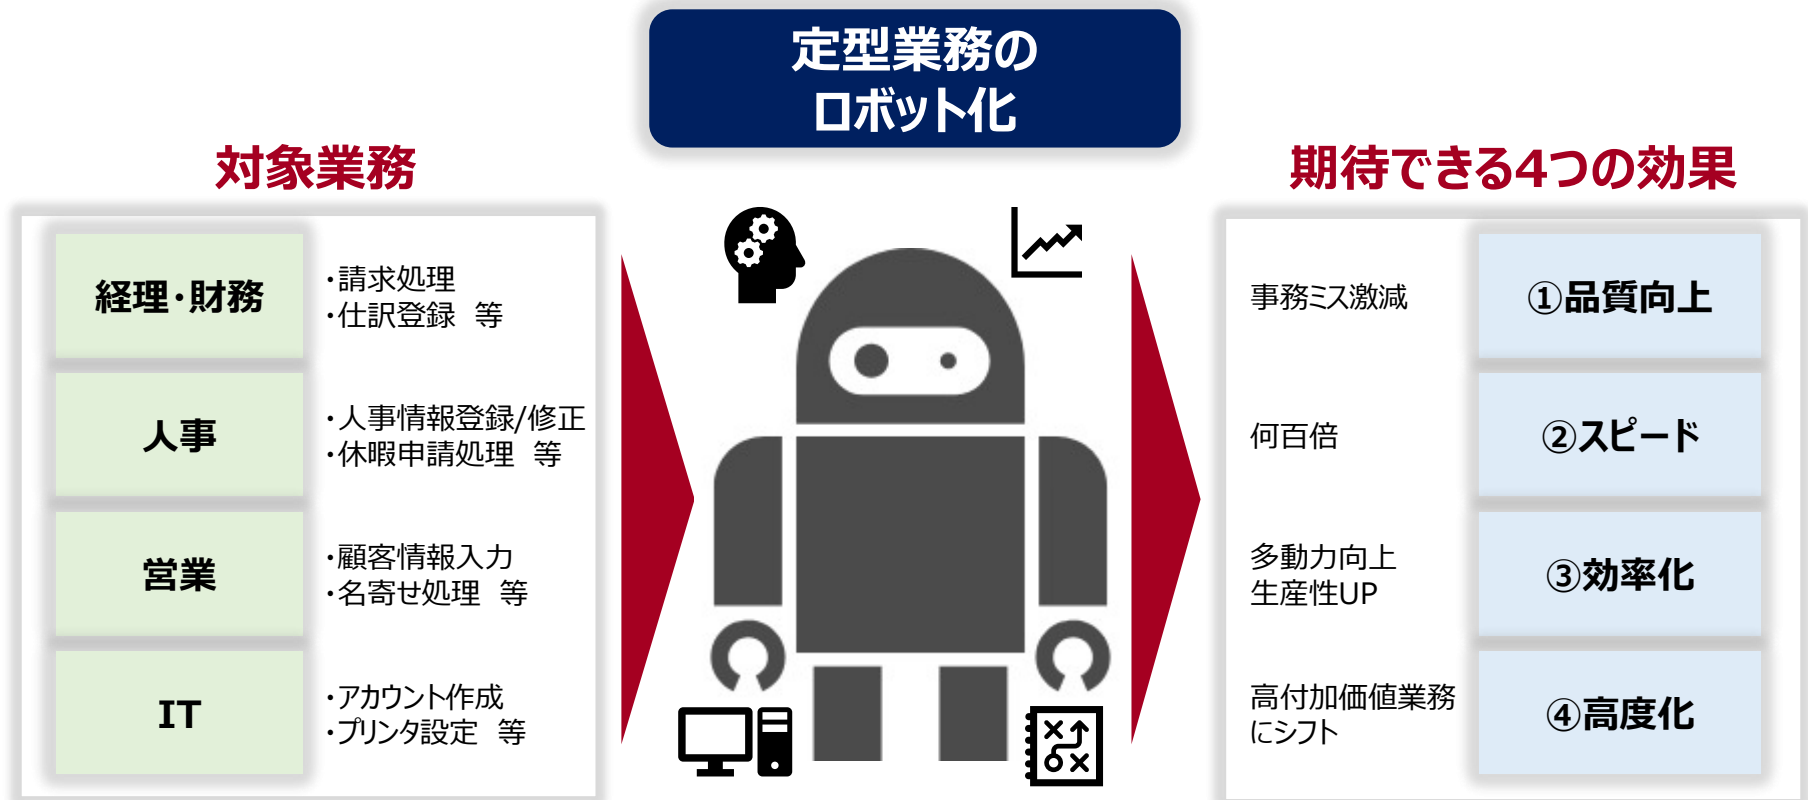 定型業務の
ロボット化
対象業務
経理・財務
・請求処理
・仕訳登録　等
人事
・人事情報登録/修正
・休暇申請処理　等
営業
・顧客情報入力
・名寄せ処理　等
IT
・アカウント作成
・プリンタ設定　等
期待できる4つの効果
事務ミス激減
①品質向上
何百倍
②スピード
多動力向上
生産性UP
③効率化
高付加価値業務
にシフト
④高度化